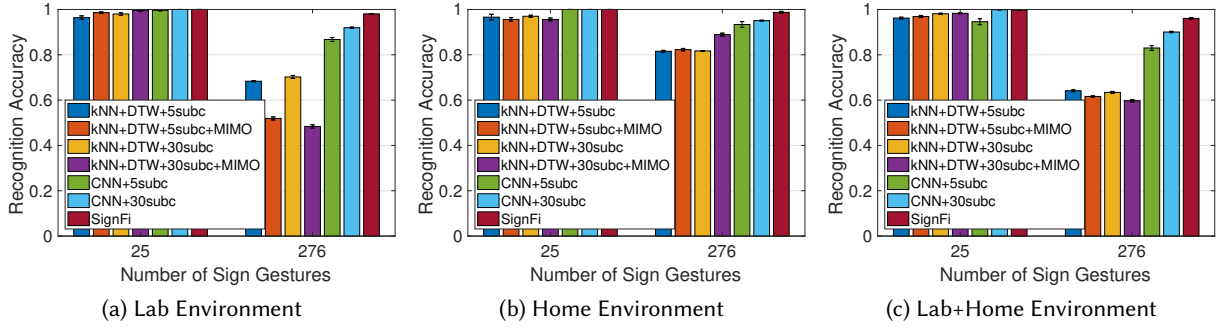 Recognition Accuracy
1
0.8
0.6
0.4
0.2
0
kNN+DTW+5subc
kNN+DTW+5subc+MIMO
kNN+DTW+30subc
kNN+DTW+30subc+MIMO
CNN+5subc
CNN+30subc
SignFi
25
276
Number of Sign Gestures
(a) Lab Environment
Recognition Accuracy
1
0.8
0.6
0.4
0.2
0
kNN+DTW+5subc
kNN+DTW+5subc+MIMO
kNN+DTW+30subc
kNN+DTW+30subc+MIMO
CNN+5subc
CNN+30subc
SignFi
25
276
Number of Sign Gestures
(b) Home Environment
Recognition Accuracy
1
0.8
0.6
0.4
0.2
0
kNN+DTW+5subc
kNN+DTW+5subc+MIMO
kNN+DTW+30subc
kNN+DTW+30subc+MIMO
CNN+5subc
CNN+30subc
SignFi
25
276
Number of Sign Gestures
(c) Lab+Home Environment